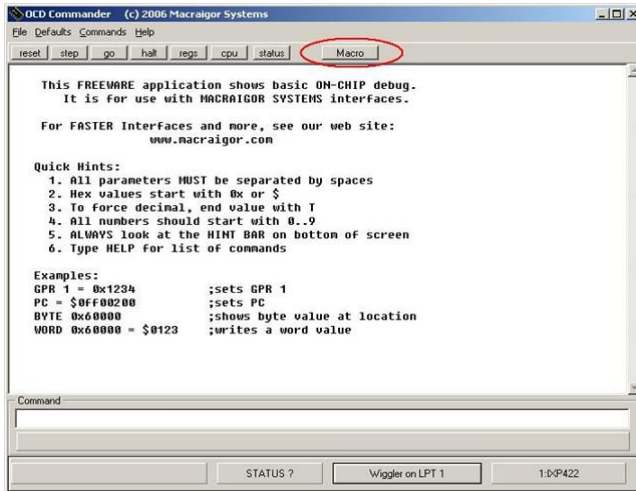 OCD Commander (c) 2006 Macraigor Systems
File Defaults Commands Help
reset step go halt regs cpu status Macro
This FREEWARE application shows basic ON-CHIP debug.
It is for use with MACRAIGOR SYSTEMS interfaces.
For FASTER Interfaces and more, see our web site:
www.macraigor.com
Quick Hints:
1. All parameters MUST be separated by spaces
2. Hex values start with 0x or $
3. To force decimal, end value with T
4. All numbers should start with 0..9
5. ALWAYS look at the HINT BAR on bottom of screen
6. Type HELP for list of commands
Examples:
GPR 1 = 0x1234 ;sets GPR 1
PC = $0ff00200 ;sets PC
BYTE 0x60000 ;shows byte value at location
WORD 0x60000 = $0123 ;writes a word value
Command
STATUS ? Wiggler on LPT 1 1:IXP422